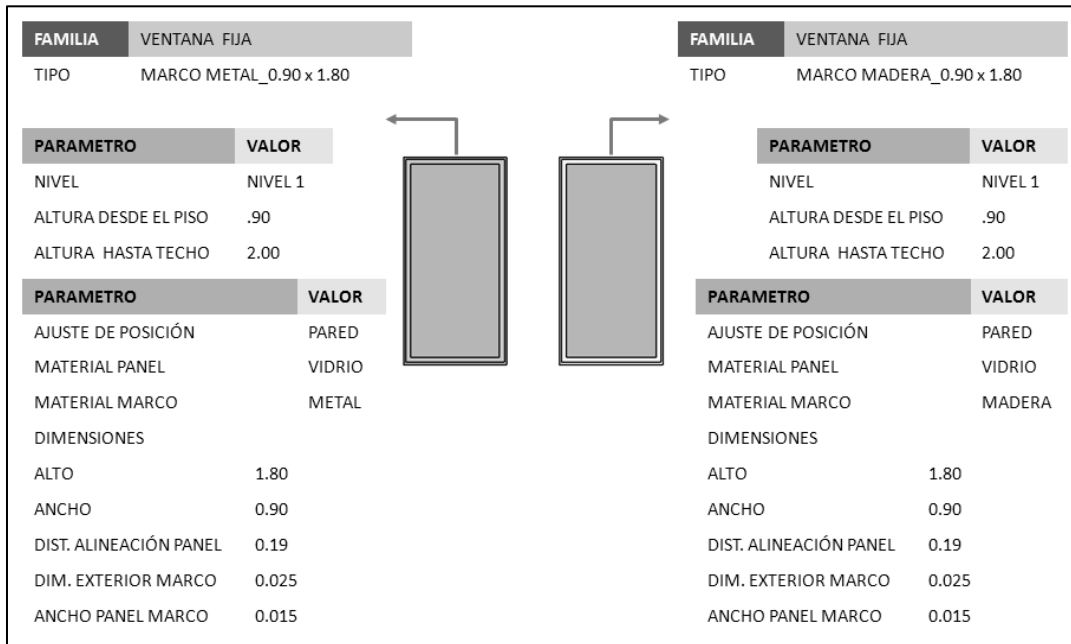 FAMILIA VENTANA FIJA
TIPO MARCO METAL_0.90 x 1.80
PARAMETRO VALOR
NIVEL NIVEL 1
ALTURA DESDE EL PISO .90
ALTURA HASTA TECHO 2.00
PARAMETRO VALOR
AJUSTE DE POSICIÓN PARED
MATERIAL PANEL VIDRIO
MATERIAL MARCO METAL
DIMENSIONES
ALTO 1.80
ANCHO 0.90
DIST. ALINEACIÓN PANEL 0.19
DIM. EXTERIOR MARCO 0.025
ANCHO PANEL MARCO 0.015
FAMILIA VENTANA FIJA
TIPO MARCO MADERA_0.90 x 1.80
PARAMETRO VALOR
NIVEL NIVEL 1
ALTURA DESDE EL PISO .90
ALTURA HASTA TECHO 2.00
PARAMETRO VALOR
AJUSTE DE POSICIÓN PARED
MATERIAL PANEL VIDRIO
MATERIAL MARCO MADERA
DIMENSIONES
ALTO 1.80
ANCHO 0.90
DIST. ALINEACIÓN PANEL 0.19
DIM. EXTERIOR MARCO 0.025
ANCHO PANEL MARCO 0.015